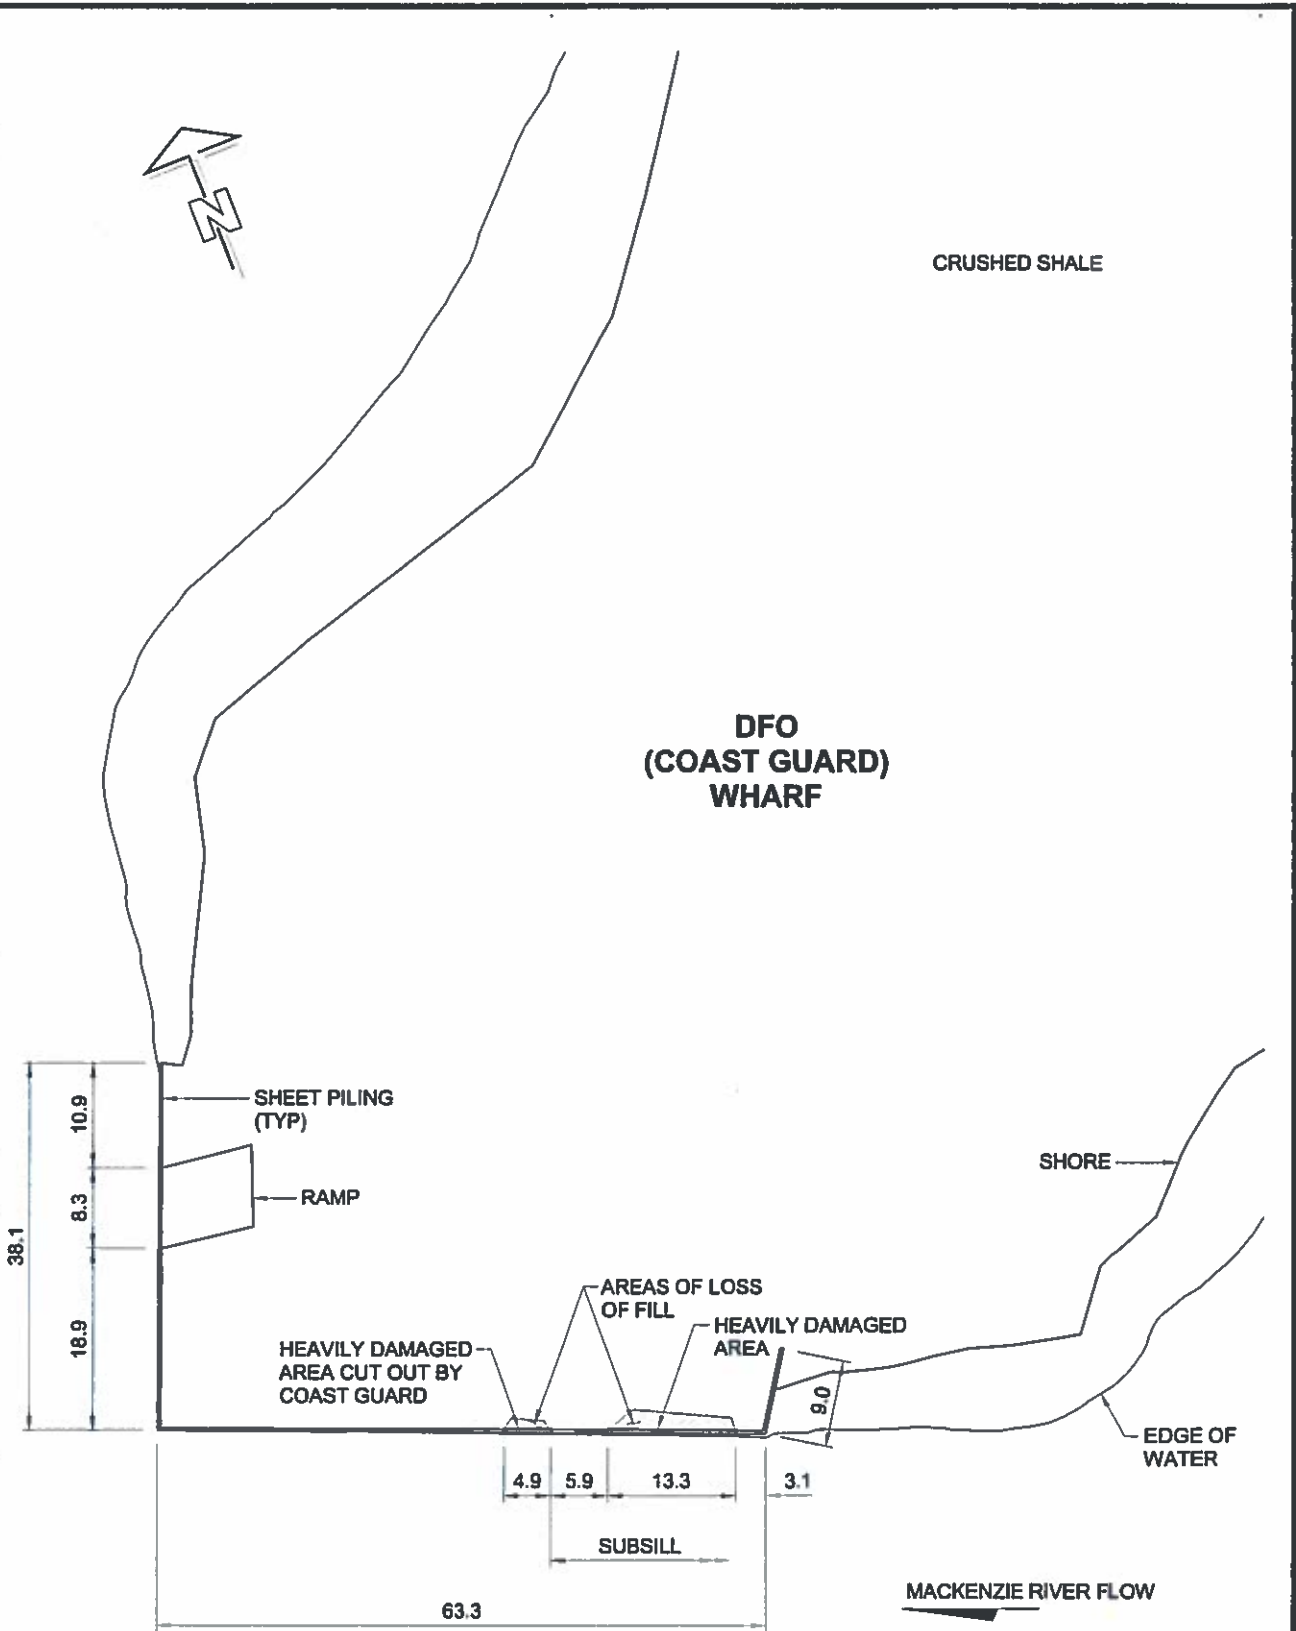 N
CRUSHED SHALE
DFO
(COAST GUARD)
WHARF
SHEET PILING
(TYP)
10.9
SHORE
RAMP
8.3
38.1
18.9
AREAS OF LOSS
OF FILL
HEAVILY DAMAGED
AREA
HEAVILY DAMAGED
AREA CUT OUT BY
COAST GUARD
9.0
EDGE OF
WATER
4.9
5.9
13.3
3.1
SUBSILL
MACKENZIE RIVER FLOW
63.3